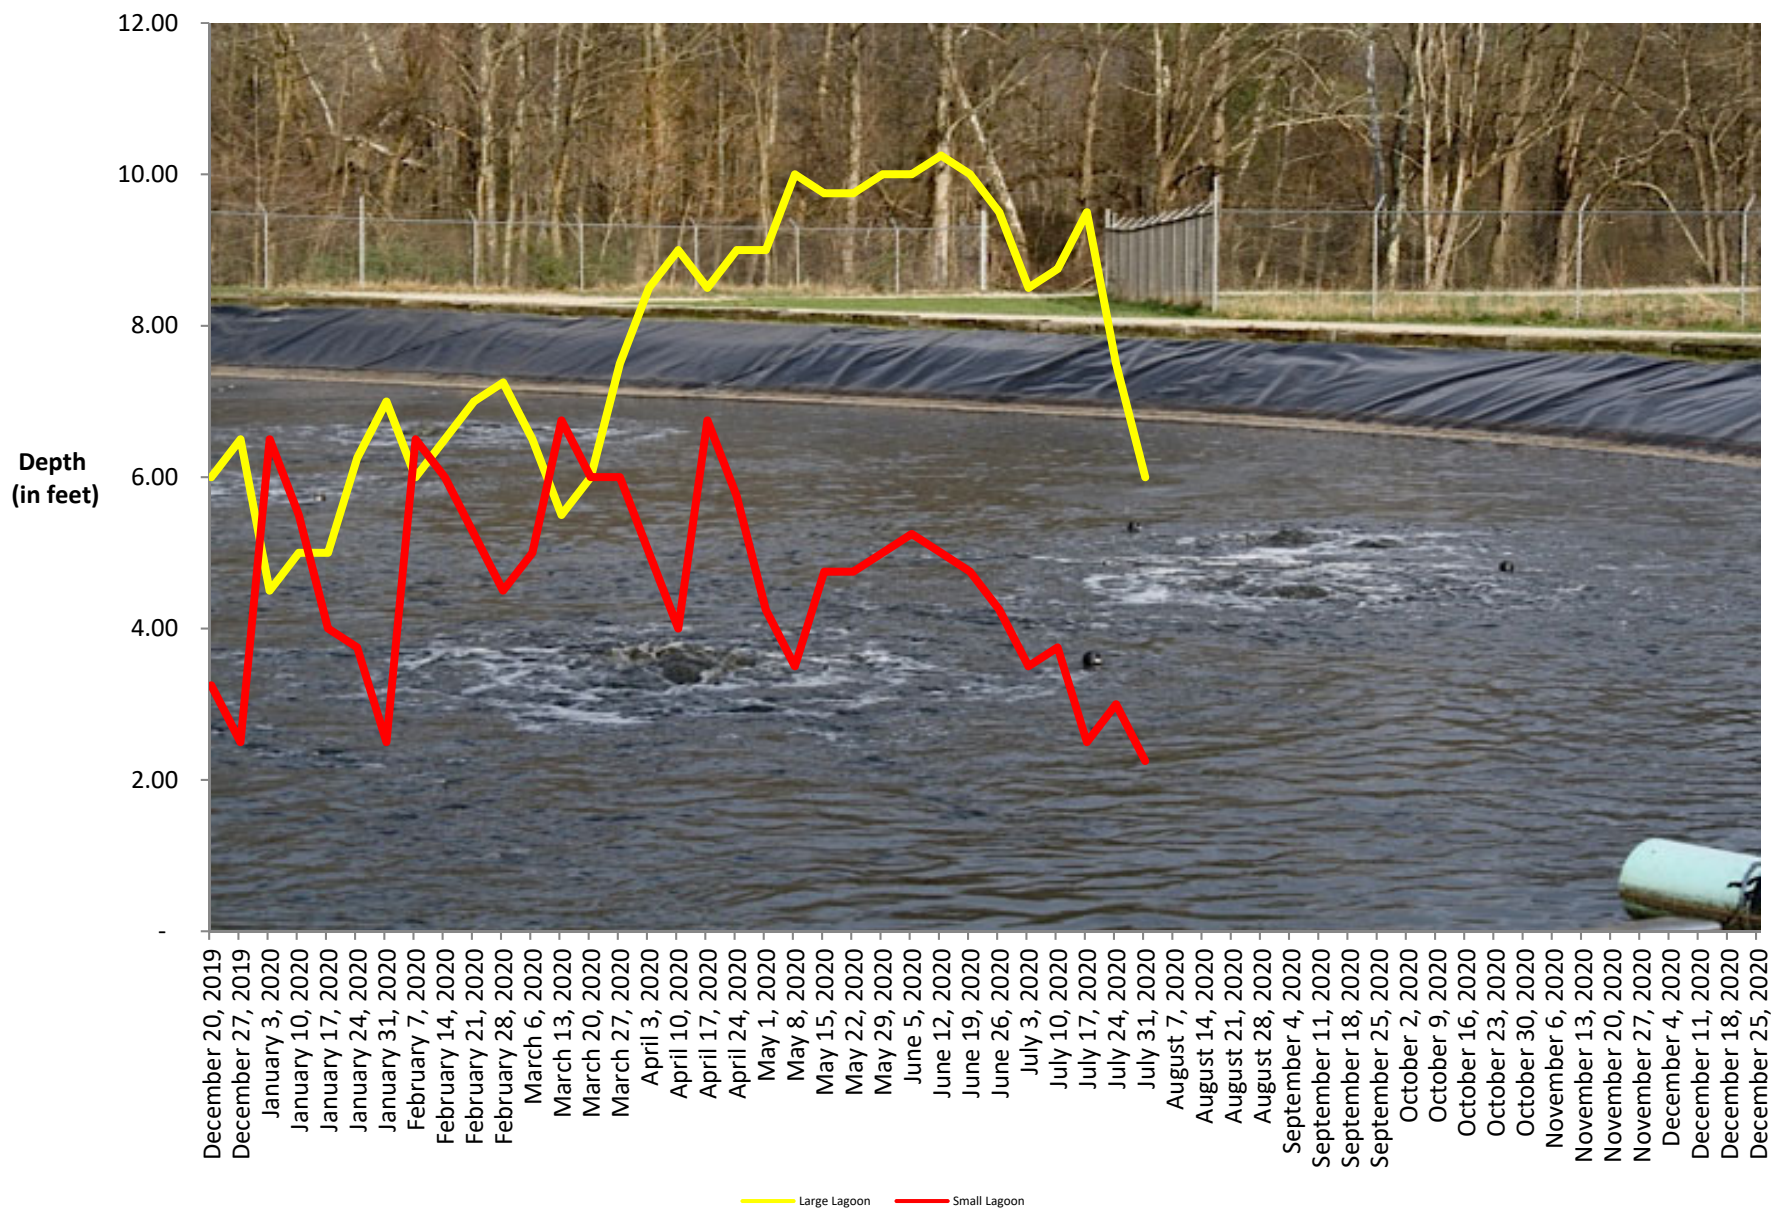 12.00
10.00
8.00
6.00
4.00
2.00
-
Depth
(in feet)
December 20, 2019
December 27, 2019
January 3, 2020
January 10, 2020
January 17, 2020
January 24, 2020
January 31, 2020
February 7, 2020
February 14, 2020
February 21, 2020
February 28, 2020
March 6, 2020
March 13, 2020
March 20, 2020
March 27, 2020
April 3, 2020
April 10, 2020
April 17, 2020
April 24, 2020
May 1, 2020
May 8, 2020
May 15, 2020
May 22, 2020
May 29, 2020
June 5, 2020
June 12, 2020
June 19, 2020
June 26, 2020
July 3, 2020
July 10, 2020
July 17, 2020
July 24, 2020
July 31, 2020
August 7, 2020
August 14, 2020
August 21, 2020
August 28, 2020
September 4, 2020
September 11, 2020
September 18, 2020
September 25, 2020
October 2, 2020
October 9, 2020
October 16, 2020
October 23, 2020
October 30, 2020
November 6, 2020
November 13, 2020
November 20, 2020
November 27, 2020
December 4, 2020
December 11, 2020
December 18, 2020
December 25, 2020
Large Lagoon
Small Lagoon